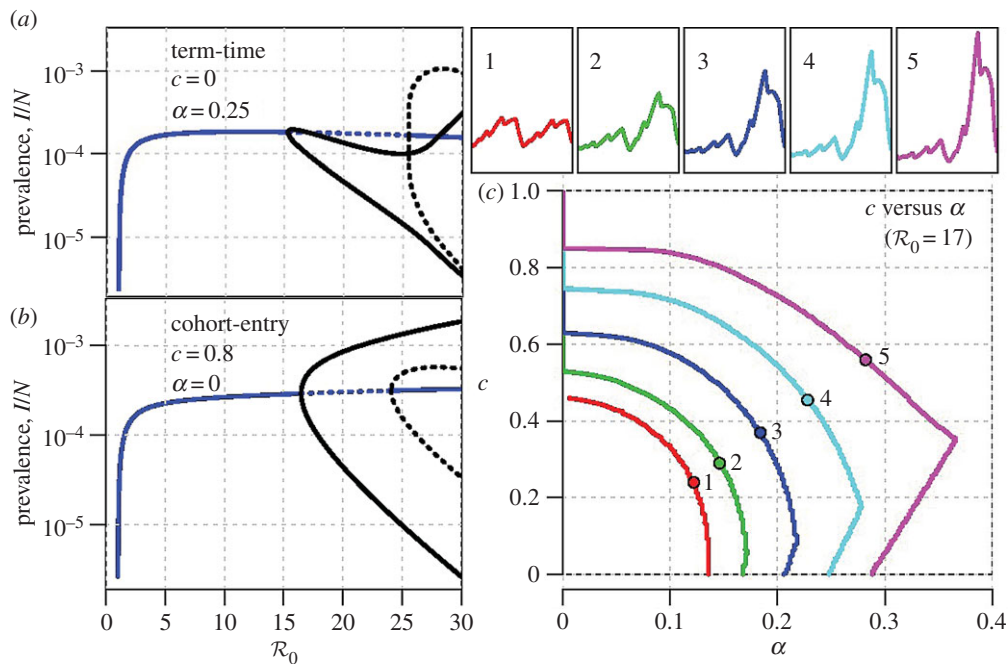 (a)
term-time
c = 0
α = 0.25
10⁻³
10⁻⁴
10⁻⁵
prevalence, I/N
(b)
cohort-entry
c = 0.8
α = 0
10⁻³
10⁻⁴
10⁻⁵
prevalence, I/N
0 5 10 15 20 25 30
ℛ₀
1 2 3 4 5
(c)
c versus α
(ℛ₀ = 17)
1.0
0.8
0.6
0.4
0.2
0
c
5
4
3
2
1
0 0.1 0.2 0.3 0.4
α